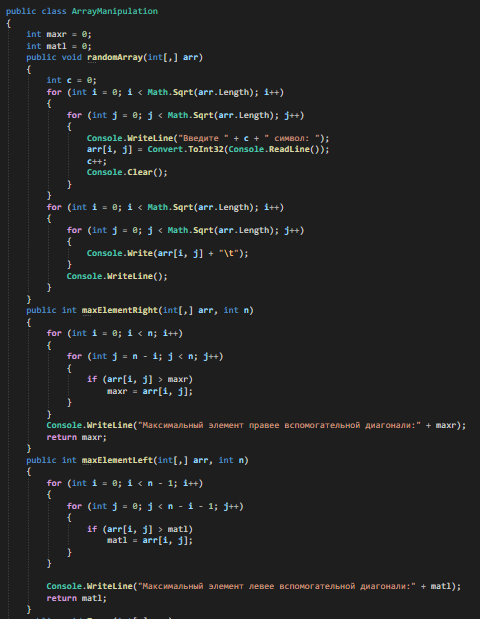 public class ArrayManipulation
{
int maxr = 0;
int matl = 0;
public void randomArray(int[,] arr)
{
int c = 0;
for (int i = 0; i < Math.Sqrt(arr.Length); i++)
{
for (int j = 0; j < Math.Sqrt(arr.Length); j++)
{
Console.WriteLine("Введите " + c + " символ: ");
arr[i, j] = Convert.ToInt32(Console.ReadLine());
c++;
Console.Clear();
}
}
for (int i = 0; i < Math.Sqrt(arr.Length); i++)
{
for (int j = 0; j < Math.Sqrt(arr.Length); j++)
{
Console.Write(arr[i, j] + "\t");
}
Console.WriteLine();
}
}
public int maxElementRight(int[,] arr, int n)
{
for (int i = 0; i < n; i++)
{
for (int j = n - i; j < n; j++)
{
if (arr[i, j] > maxr)
maxr = arr[i, j];
}
}
Console.WriteLine("Максимальный элемент правее вспомогательной диагонали:" + maxr);
return maxr;
}
public int maxElementLeft(int[,] arr, int n)
{
for (int i = 0; i < n - 1; i++)
{
for (int j = 0; j < n - i - 1; j++)
{
if (arr[i, j] > matl)
matl = arr[i, j];
}
}
Console.WriteLine("Максимальный элемент левее вспомогательной диагонали:" + matl);
return matl;
}